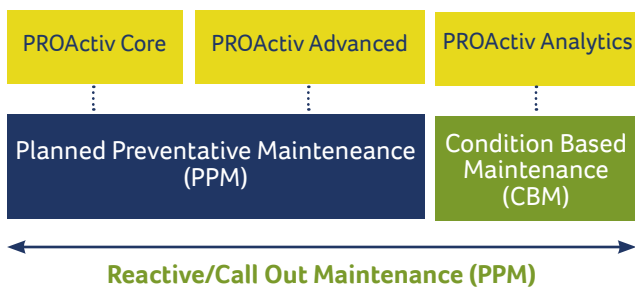 PROActiv Core
PROActiv Advanced
PROActiv Analytics
Planned Preventative Mainteneance
(PPM)
Condition Based
Maintenance
(CBM)
Reactive/Call Out Maintenance (PPM)